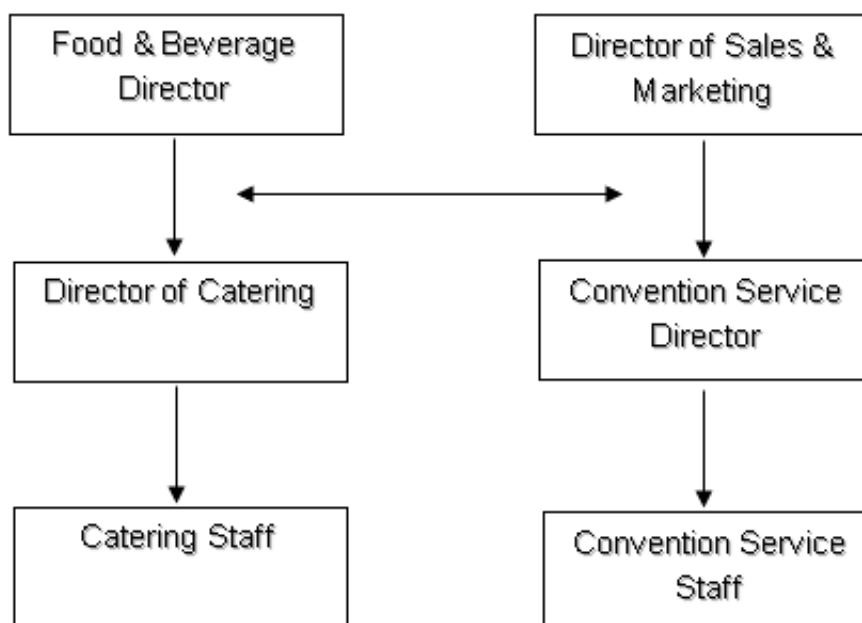 Food & Beverage
Director
Director of Sales &
Marketing
Director of Catering
Convention Service
Director
Catering Staff
Convention Service
Staff